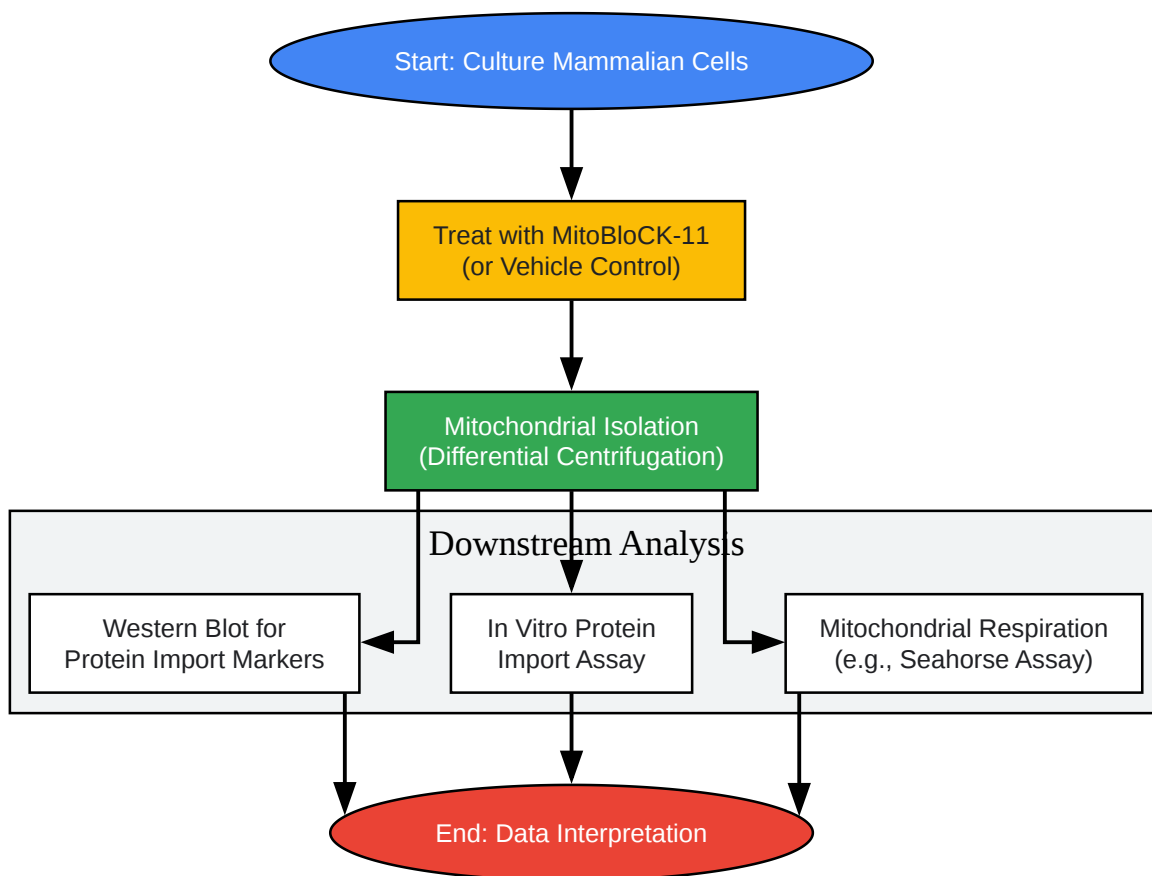 Start: Culture Mammalian Cells
Treat with MitoBloCK-11
(or Vehicle Control)
Mitochondrial Isolation
(Differential Centrifugation)
Downstream Analysis
Western Blot for
Protein Import Markers
In Vitro Protein
Import Assay
Mitochondrial Respiration
(e.g., Seahorse Assay)
End: Data Interpretation